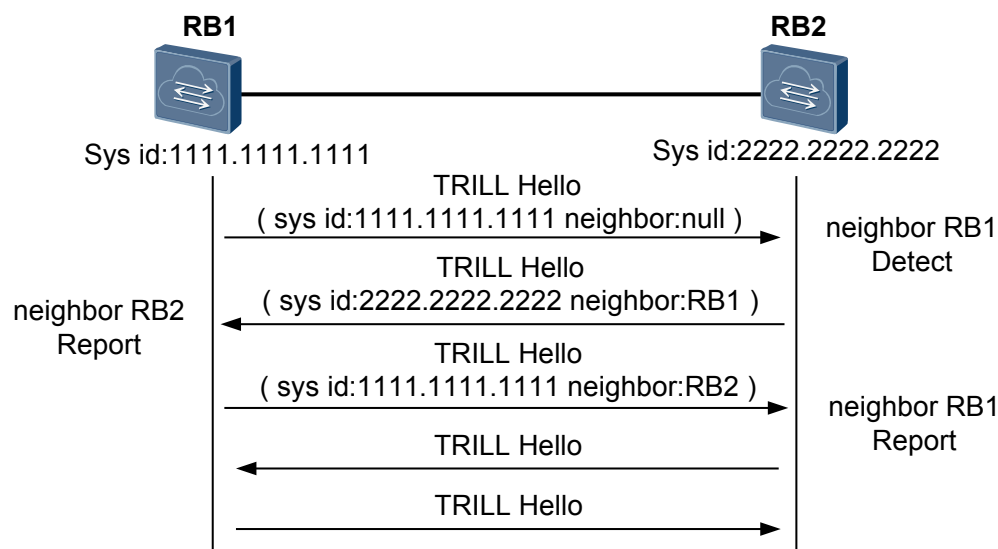 RB1
RB2
Sys id:1111.1111.1111
Sys id:2222.2222.2222
TRILL Hello
( sys id:1111.1111.1111 neighbor:null )
neighbor RB1
Detect
TRILL Hello
( sys id:2222.2222.2222 neighbor:RB1 )
neighbor RB2
Report
TRILL Hello
( sys id:1111.1111.1111 neighbor:RB2 )
neighbor RB1
Report
TRILL Hello
TRILL Hello